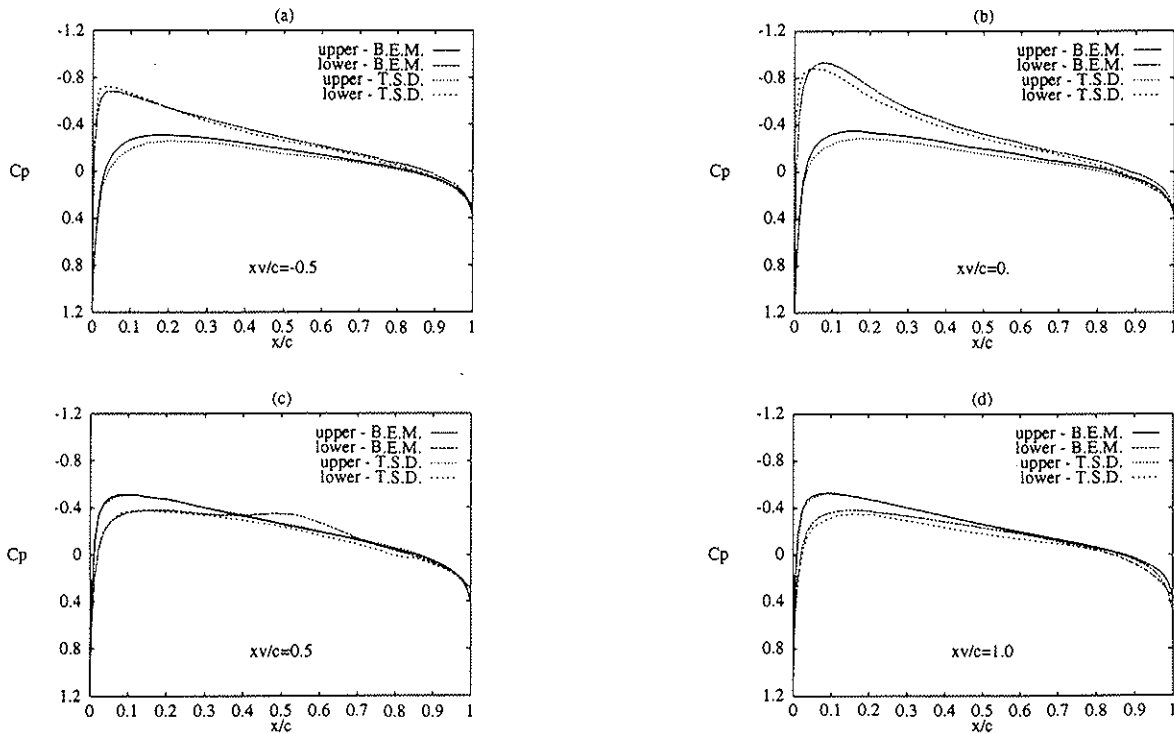 (a)
-1.2
-0.8
-0.4
0
0.4
0.8
1.2
Cp
upper - B.E.M.
lower - B.E.M.
upper - T.S.D.
lower - T.S.D.
xv/c=-0.5
0 0.1 0.2 0.3 0.4 0.5 0.6 0.7 0.8 0.9 1
x/c
(b)
-1.2
-0.8
-0.4
0
0.4
0.8
1.2
Cp
upper - B.E.M.
lower - B.E.M.
upper - T.S.D.
lower - T.S.D.
xv/c=0.
0 0.1 0.2 0.3 0.4 0.5 0.6 0.7 0.8 0.9 1
x/c
(c)
-1.2
-0.8
-0.4
0
0.4
0.8
1.2
Cp
upper - B.E.M.
lower - B.E.M.
upper - T.S.D.
lower - T.S.D.
xv/c=0.5
0 0.1 0.2 0.3 0.4 0.5 0.6 0.7 0.8 0.9 1
x/c
(d)
-1.2
-0.8
-0.4
0
0.4
0.8
1.2
Cp
upper - B.E.M.
lower - B.E.M.
upper - T.S.D.
lower - T.S.D.
xv/c=1.0
0 0.1 0.2 0.3 0.4 0.5 0.6 0.7 0.8 0.9 1
x/c